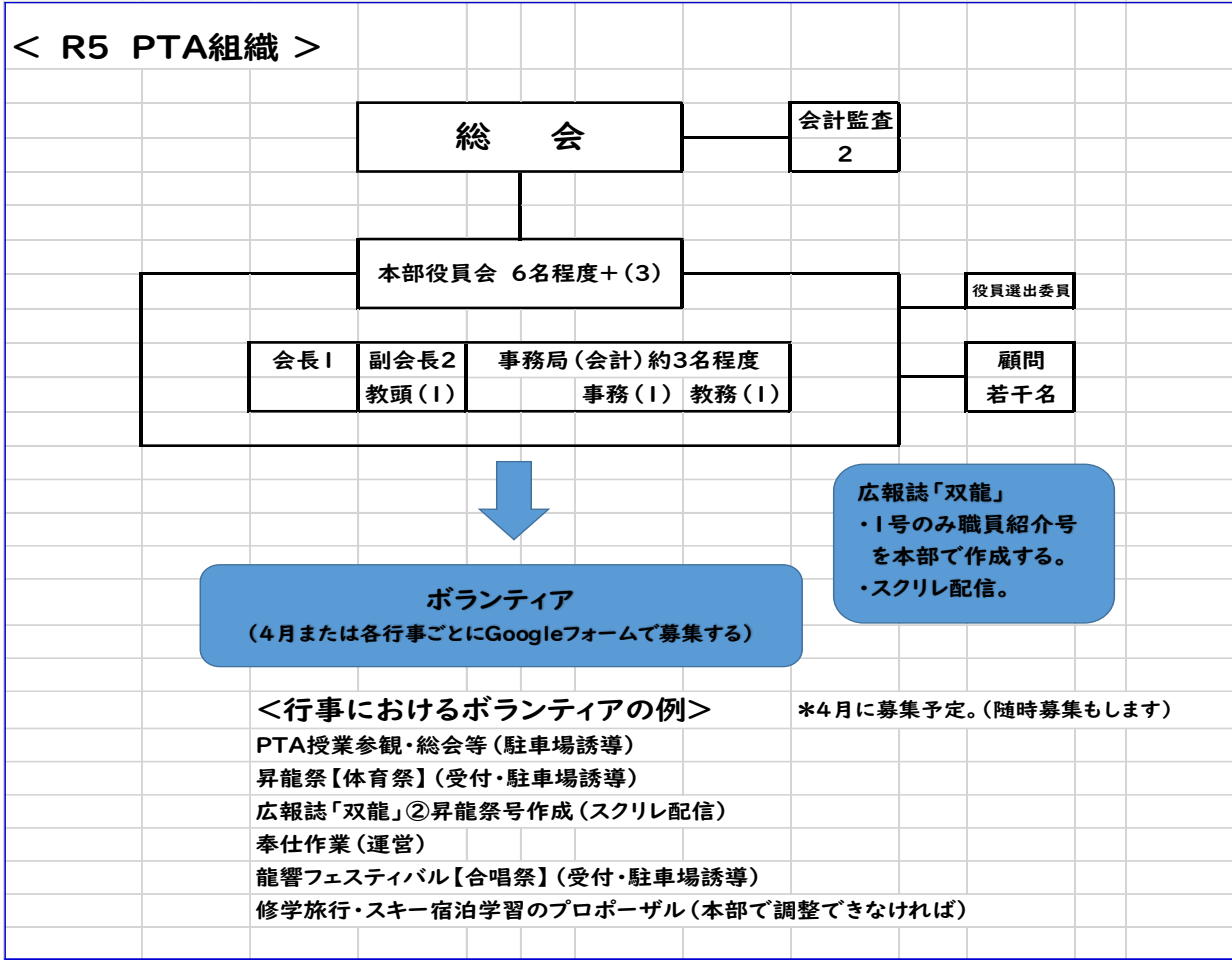 < R5 PTA組織 >
総　会
会計監査
2
本部役員会 6名程度+(3)
役員選出委員
会長1 副会長2 事務局(会計)約3名程度
教頭(1) 事務(1) 教務(1)
顧問
若干名
広報誌「双龍」
・1号のみ職員紹介号
を本部で作成する。
・スクリレ配信。
ボランティア
(4月または各行事ごとにGoogleフォームで募集する)
<行事におけるボランティアの例> *4月に募集予定。(随時募集もします)
PTA授業参観・総会等(駐車場誘導)
昇龍祭【体育祭】(受付・駐車場誘導)
広報誌「双龍」②昇龍祭号作成(スクリレ配信)
奉仕作業(運営)
龍響フェスティバル【合唱祭】(受付・駐車場誘導)
修学旅行・スキー宿泊学習のプロポーザル(本部で調整できなければ)